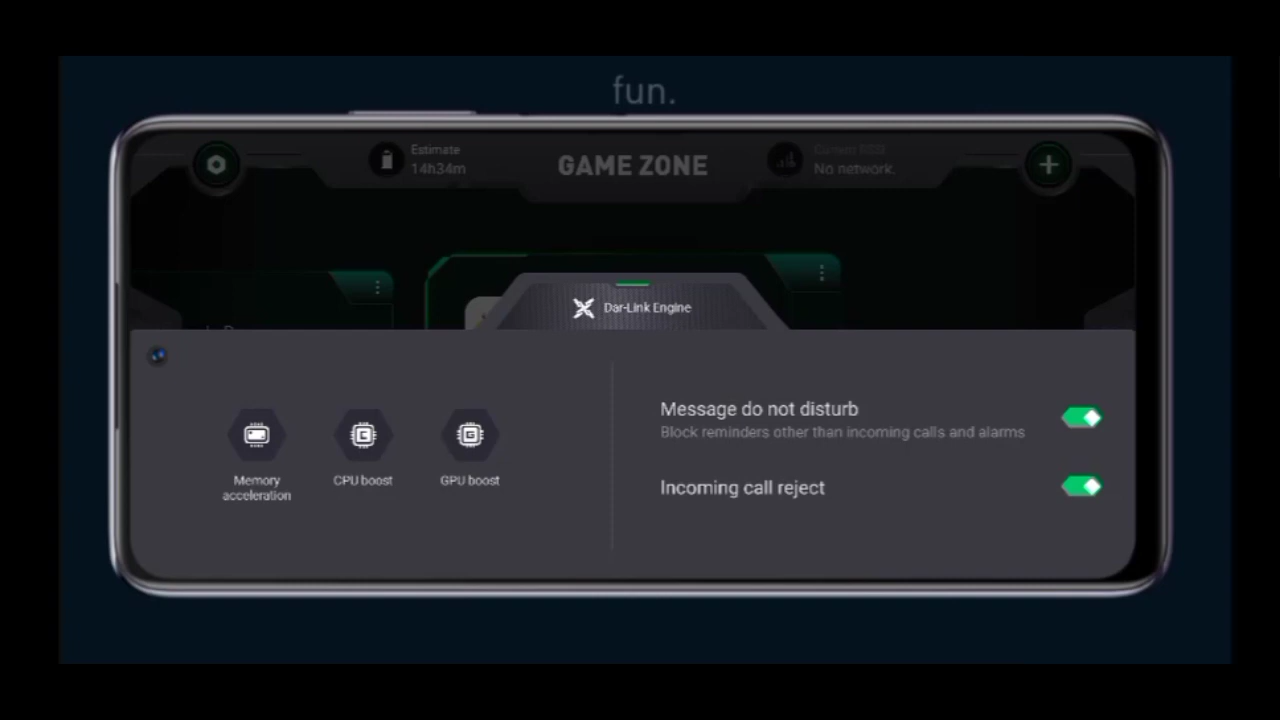 fun.
Estimate
14h34m
GAME ZONE
No network.
Dar-Link Engine
Memory
acceleration
CPU boost
GPU boost
Message do not disturb
Block reminders other than incoming calls and alarms
Incoming call reject